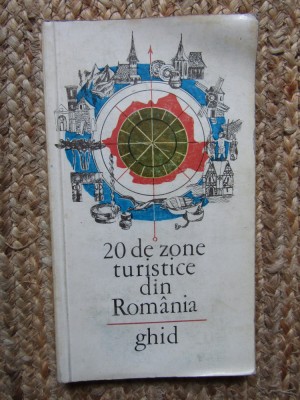 20 de zone
turistice
din
România
ghid